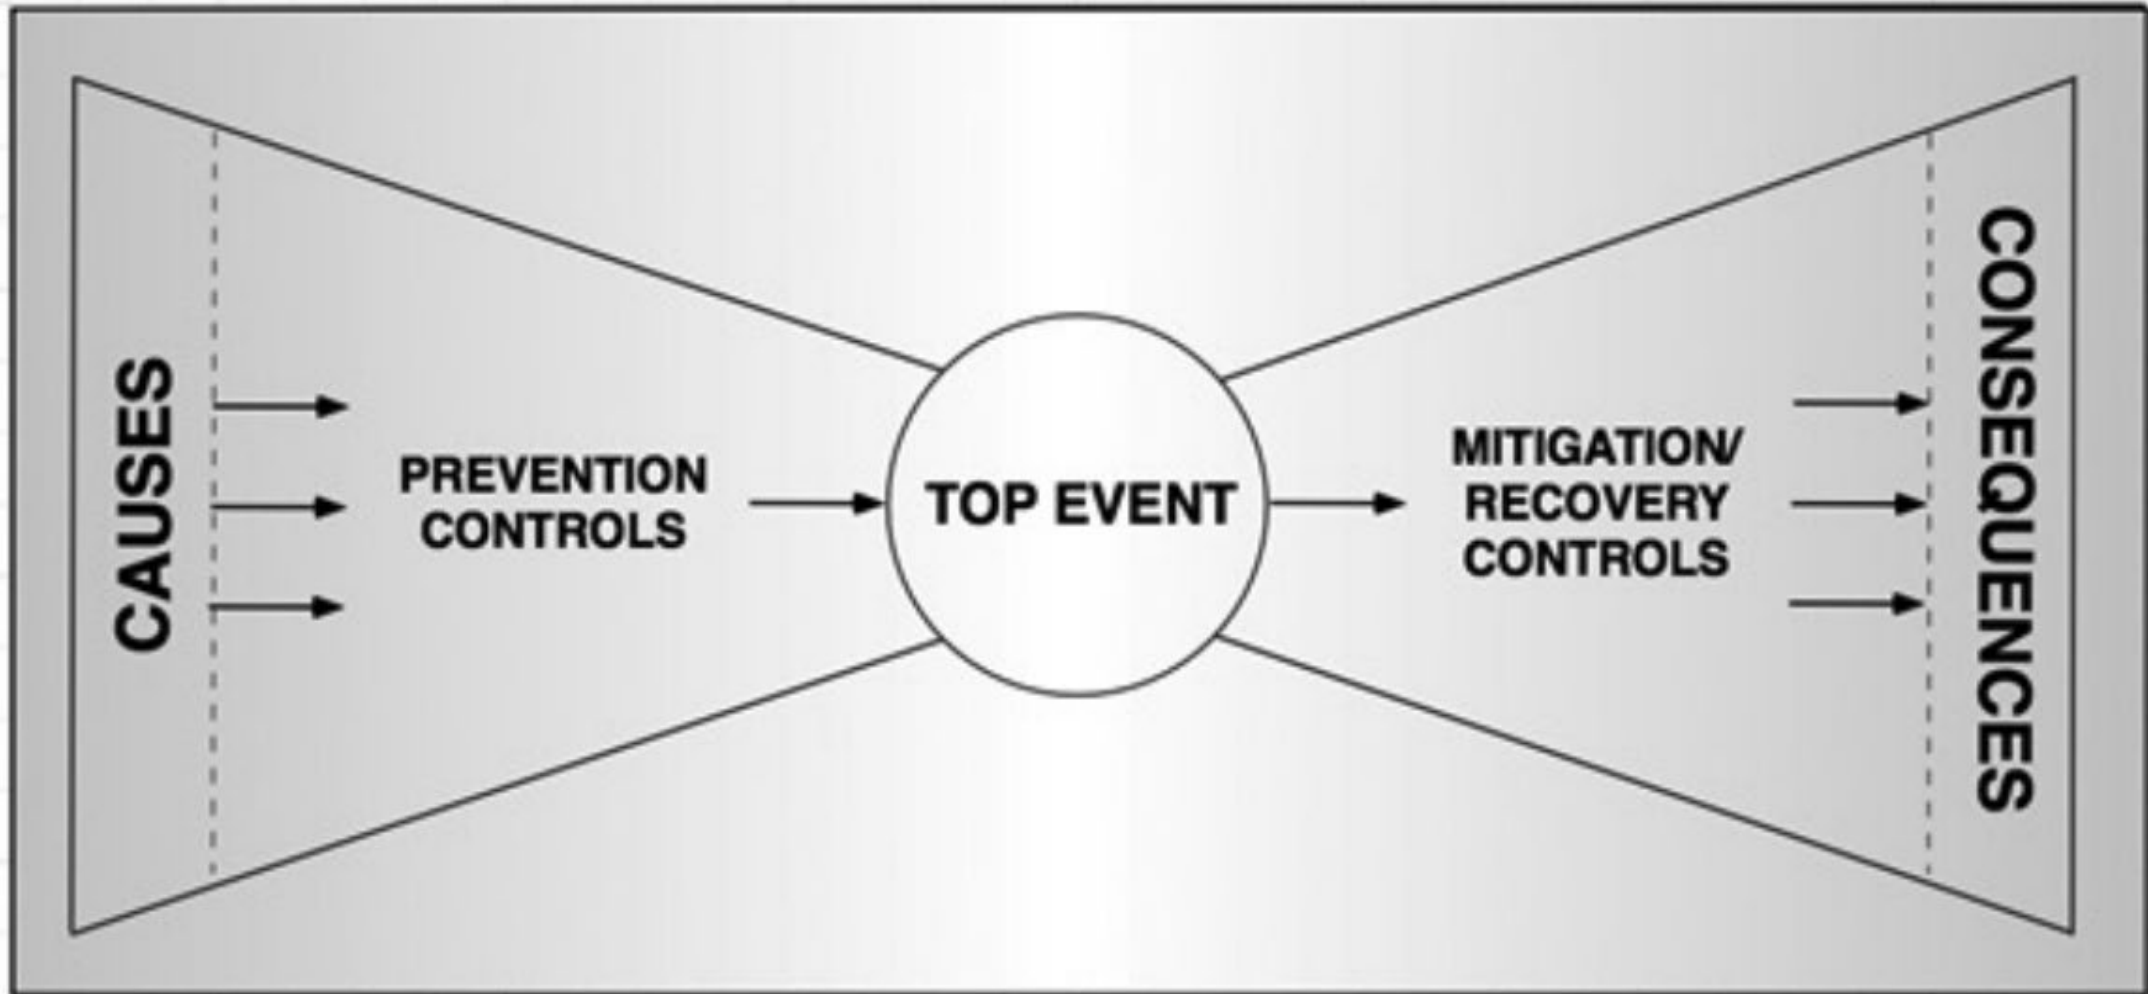 CAUSES
PREVENTION
CONTROLS
TOP EVENT
MITIGATION/
RECOVERY
CONTROLS
CONSEQUENCES